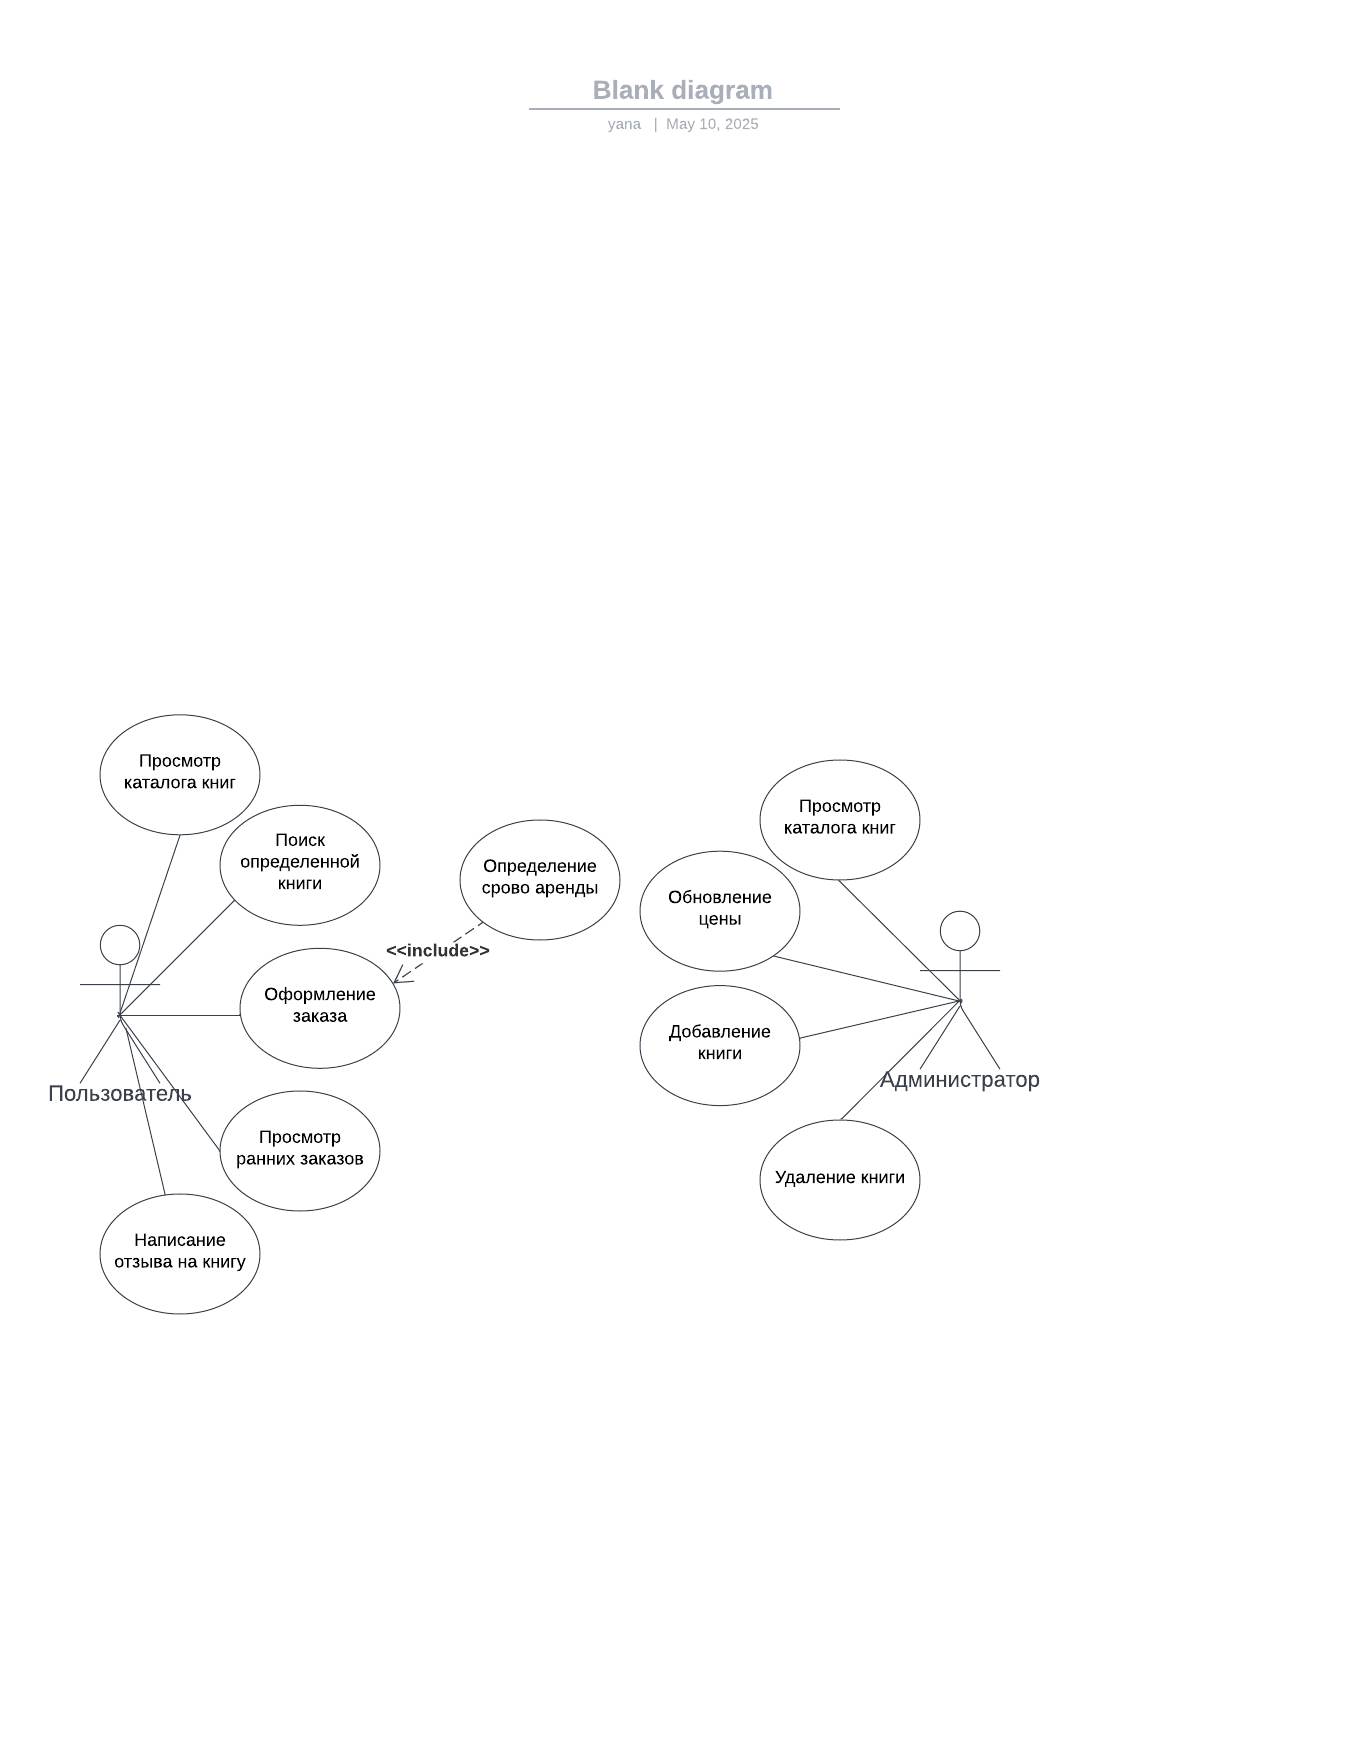 Blank diagram
yana | May 10, 2025
Просмотр
каталога книг
Поиск
определенной
книги
Определение
срово аренды
<<include>>
Оформление
заказа
Пользователь
Просмотр
ранних заказов
Написание
отзыва на книгу
Просмотр
каталога книг
Обновление
цены
Добавление
книги
Администратор
Удаление книги